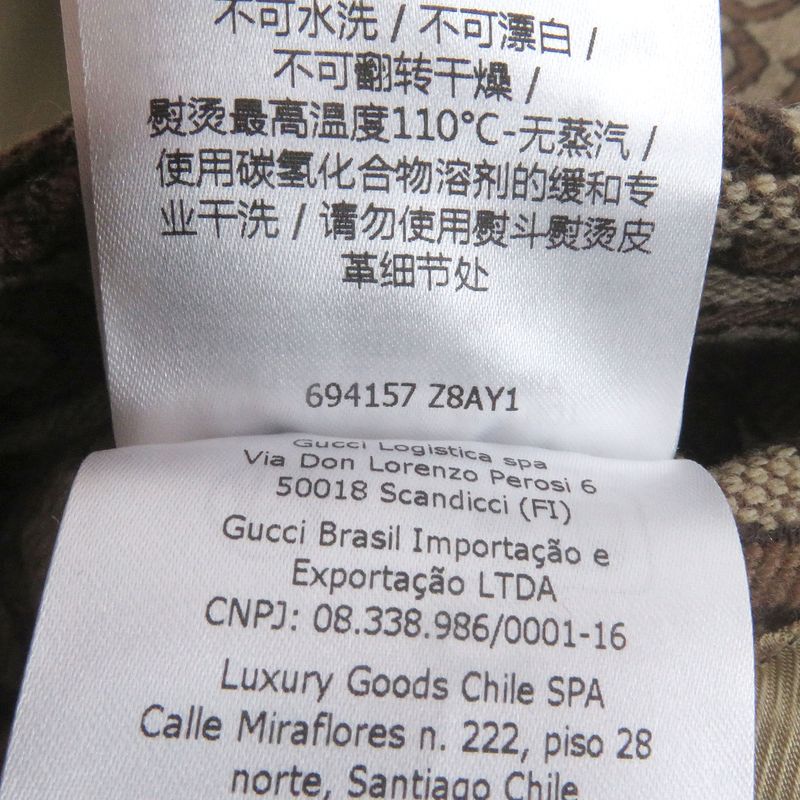 不可水洗 / 不可漂白 /
不可翻转干燥 /
熨烫最高温度110°C-无蒸汽 /
使用碳氢化合物溶剂的缓和专
业干洗 / 请勿使用熨斗熨烫皮
革细节处
694157 Z8AY1
Gucci Logistica spa
Via Don Lorenzo Perosi 6
50018 Scandicci (FI)
Gucci Brasil Importação e
Exportação LTDA
CNPJ: 08.338.986/0001-16
Luxury Goods Chile SPA
Calle Miraflores n. 222, piso 28
norte, Santiago Chile